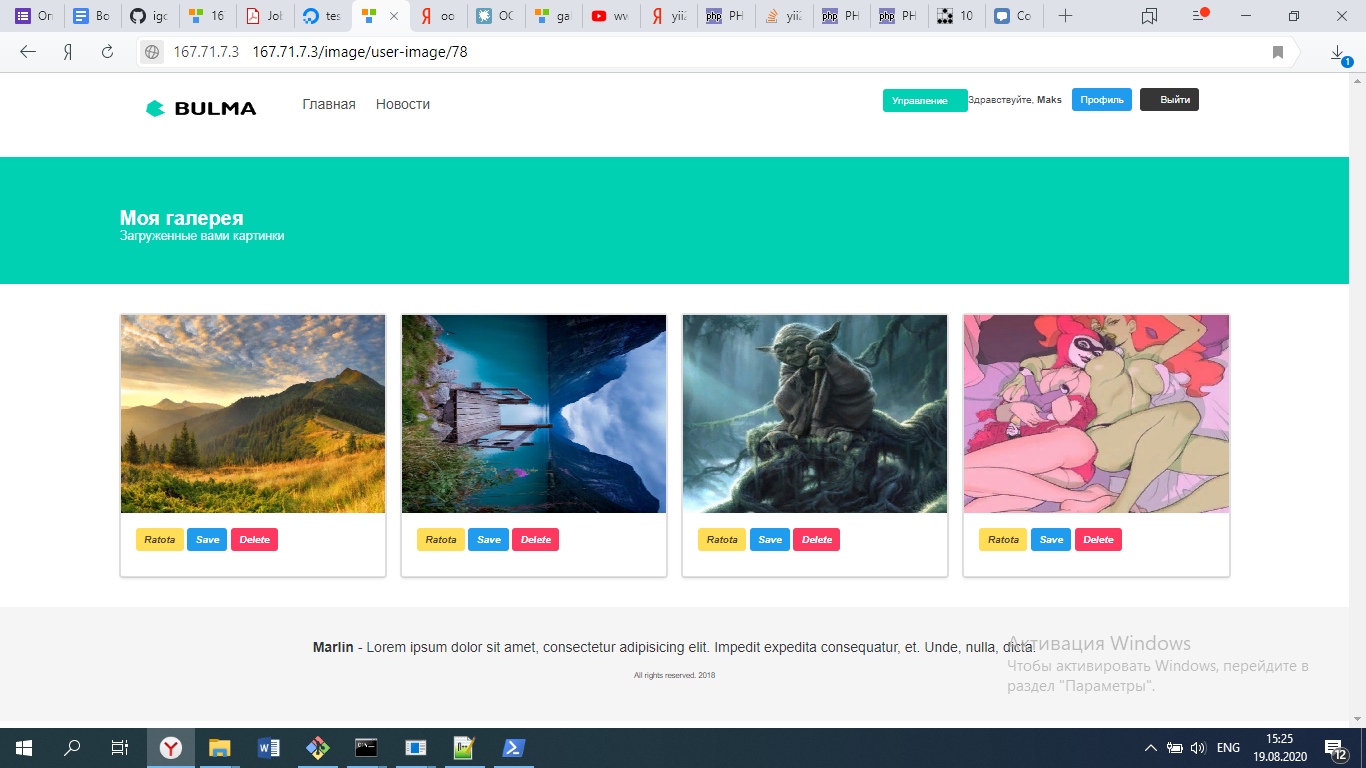 On
Bo
igc
16
Jol
tes
oo
OC
gal
wv
yiiz
PH
yiiz
PH
PH
10
Co
167.71.7.3 167.71.7.3/image/user-image/78
1
BULMA
Главная
Новости
Управление
Здравствуйте, Maks
Профиль
Выйти
Моя галерея
Загруженные вами картинки
Ratota Save Delete
Ratota Save Delete
Ratota Save Delete
Ratota Save Delete
Marlin - Lorem ipsum dolor sit amet, consectetur adipisicing elit. Impedit expedita consequatur, et. Unde, nulla, dicta!
All rights reserved. 2018
Активация Windows
Чтобы активировать Windows, перейдите в
раздел "Параметры".
ENG
15:25
19.08.2020
12